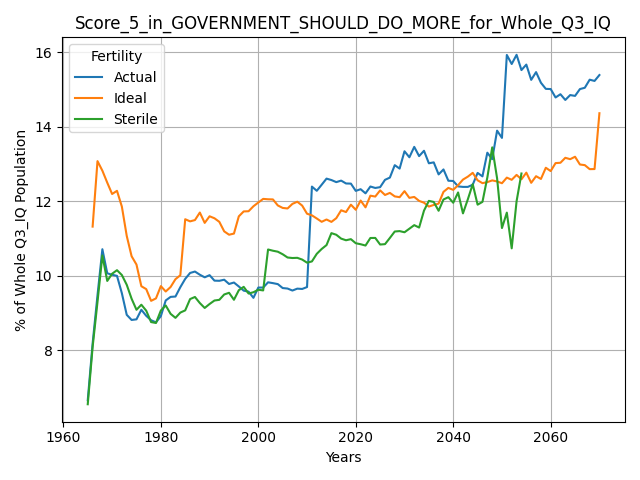 Score_5_in_GOVERNMENT_SHOULD_DO_MORE_for_Whole_Q3_IQ
Fertility
Actual
Ideal
Sterile
% of Whole Q3_IQ Population
16
14
12
10
8
1960
1980
2000
2020
2040
2060
Years